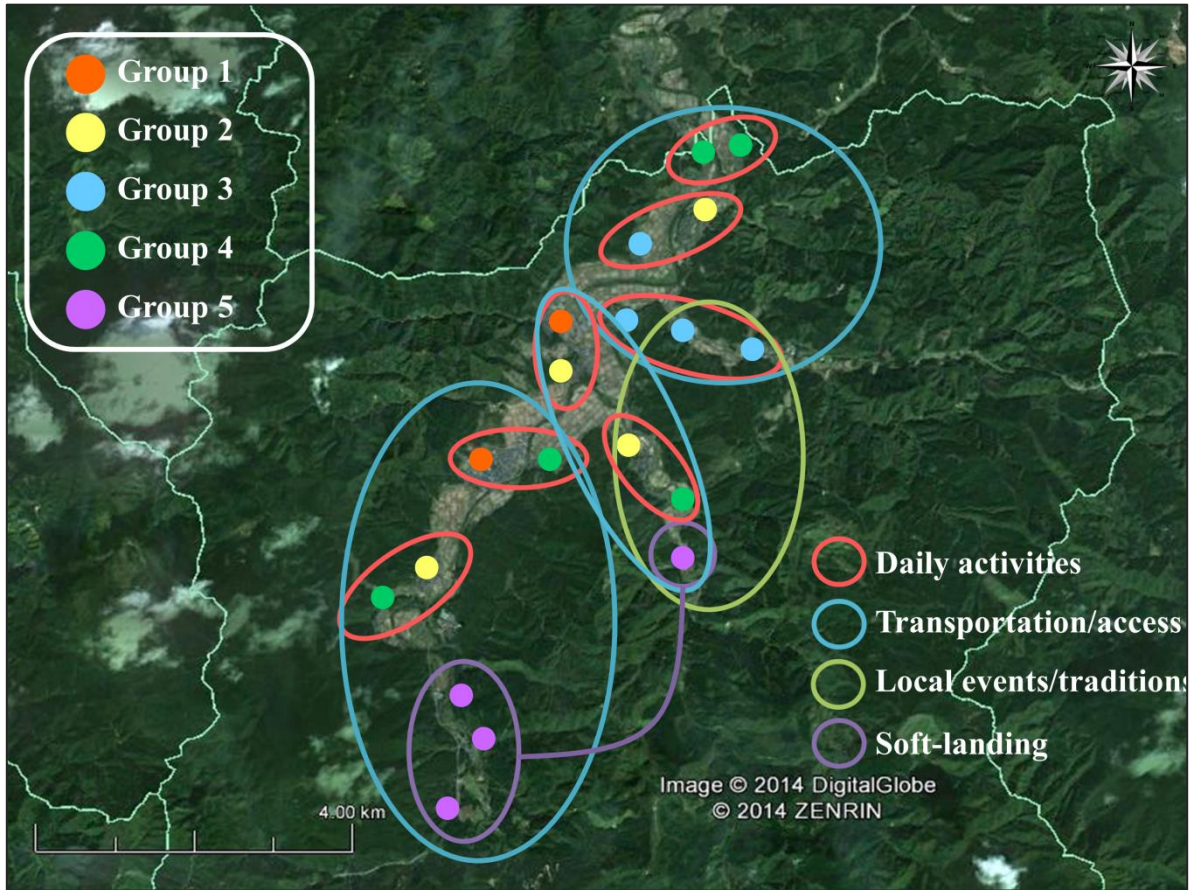 Group 1
Group 2
Group 3
Group 4
Group 5
Daily activities
Transportation/access
Local events/traditions
Soft-landing
Image © 2014 DigitalGlobe
© 2014 ZENRIN
4.00 km